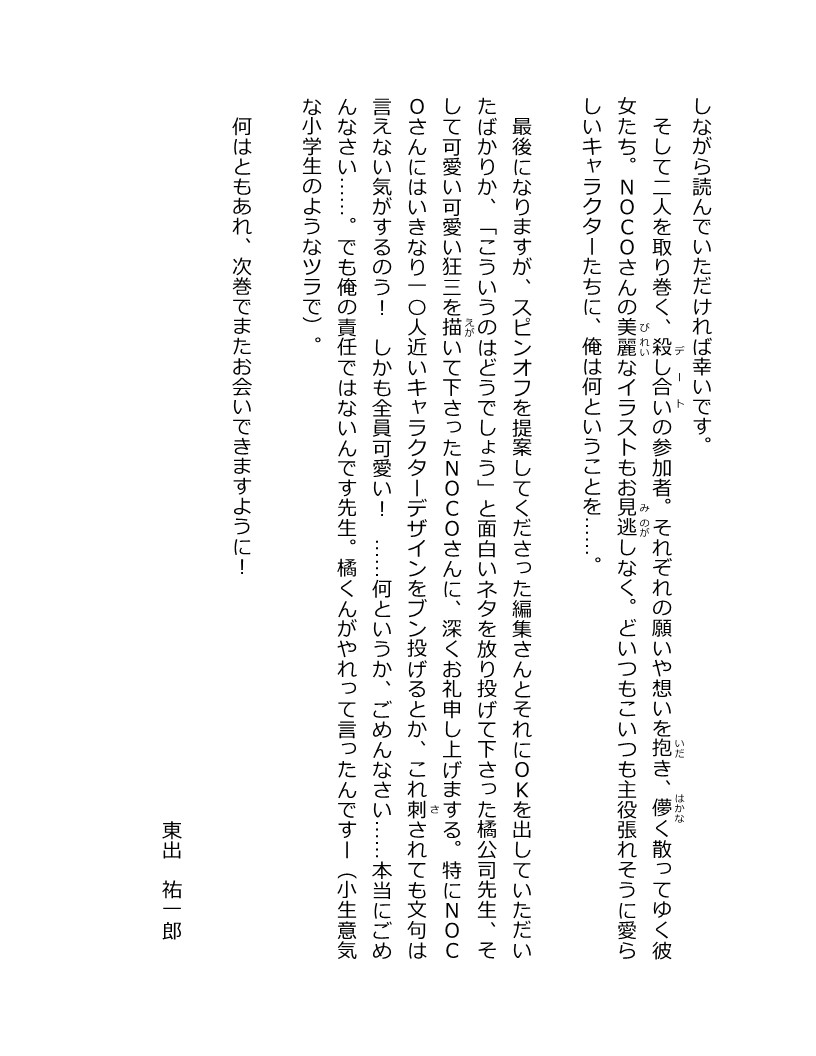 しながら読んでいただければ幸いです。
　そして二人を取り巻く、殺し合いの参加者。それぞれの願いや想いを抱き、儚く散ってゆく彼
女たち。NOCOさんの美麗なイラストもお見逃しなく。どいつもこいつも主役張れそうに愛ら
しいキャラクターたちに、俺は何ということを……。
　最後になりますが、スピンオフを提案してくださった編集さんとそれにOKを出していただい
たばかりか、「こういうのはどうでしょう」と面白いネタを放り投げて下さった橘公司先生、そ
して可愛い可愛い狂三を描いて下さったNOCOさんに、深くお礼申し上げまする。特にNOC
Oさんにはいきなり一〇人近いキャラクターデザインをブン投げるとか、これ刺されても文句は
言えない気がするのう！　しかも全員可愛い！　……何というか、ごめんなさい……本当にごめ
んなさい……。でも俺の責任ではないんです先生。橘くんがやれって言ったんですー（小生意気
な小学生のようなツラで）。
　何はともあれ、次巻でまたお会いできますように！
東出　祐一郎